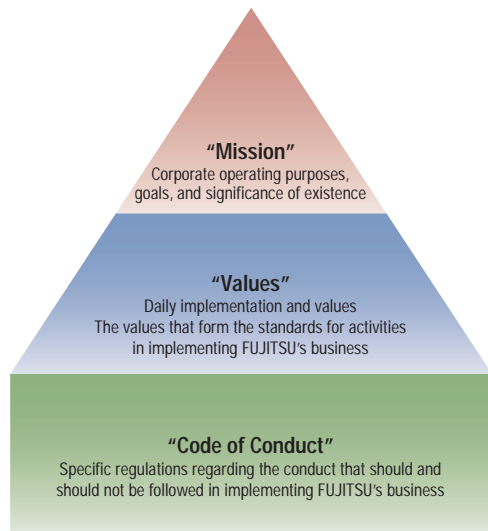 “Mission”
Corporate operating purposes,
goals, and significance of existence
“Values”
Daily implementation and values
The values that form the standards for activities
in implementing FUJITSU’s business
“Code of Conduct”
Specific regulations regarding the conduct that should and
should not be followed in implementing FUJITSU’s business